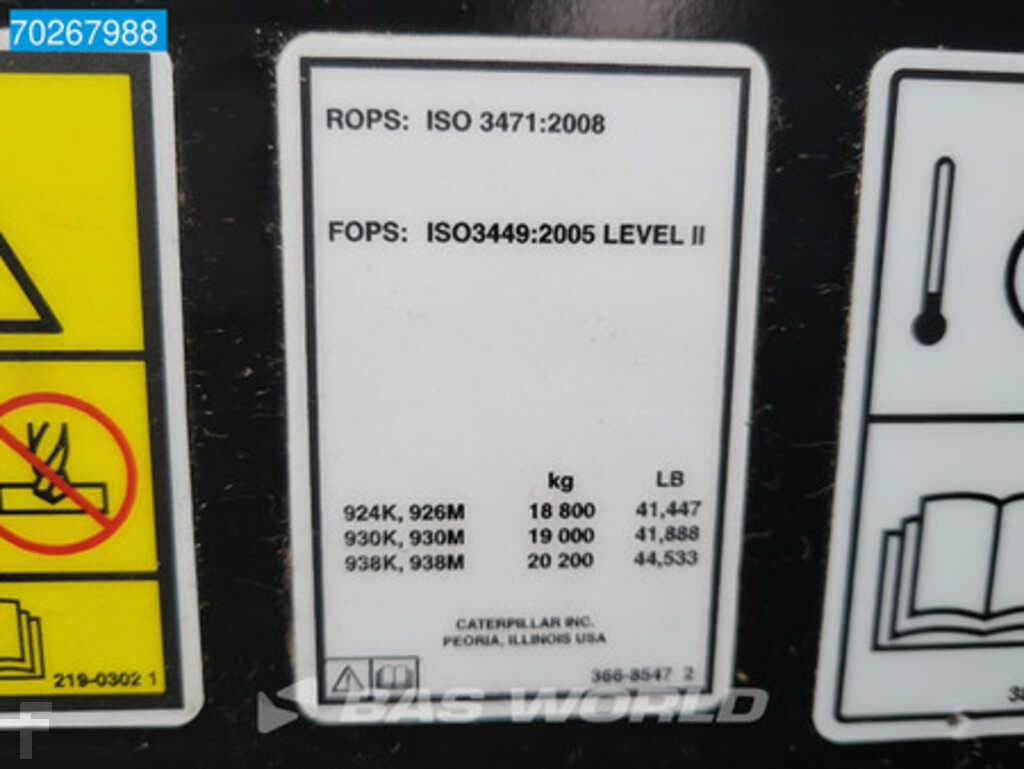 70267988
ROPS: ISO 3471:2008
FOPS: ISO3449:2005 LEVEL II
kg LB
924K, 926M 18 800 41,447
930K, 930M 19 000 41,888
938K, 938M 20 200 44,533
CATERPILLAR INC.
PEORIA, ILLINOIS USA
366-8547 2
219-0302 1
BAS WORLD